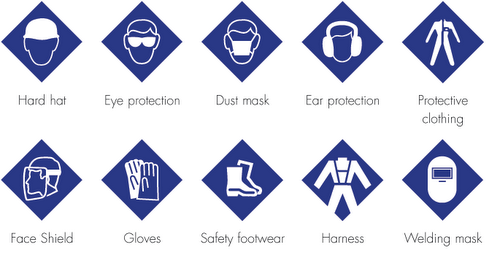 Hard hat
Eye protection
Dust mask
Ear protection
Protective
clothing
Face Shield
Gloves
Safety footwear
Harness
Welding mask